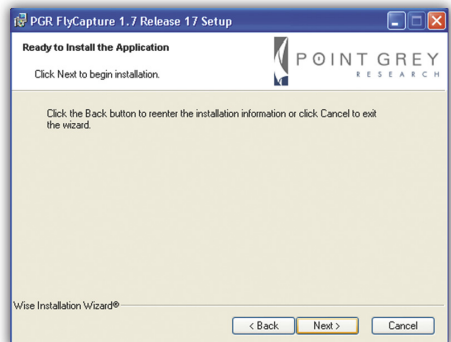 PGR FlyCapture 1.7 Release 17 Setup
Ready to Install the Application
Click Next to begin installation.
POINT GREY
RESEARCH
Click the Back button to reenter the installation information or click Cancel to exit
the wizard.
Wise Installation Wizard®
< Back Next > Cancel